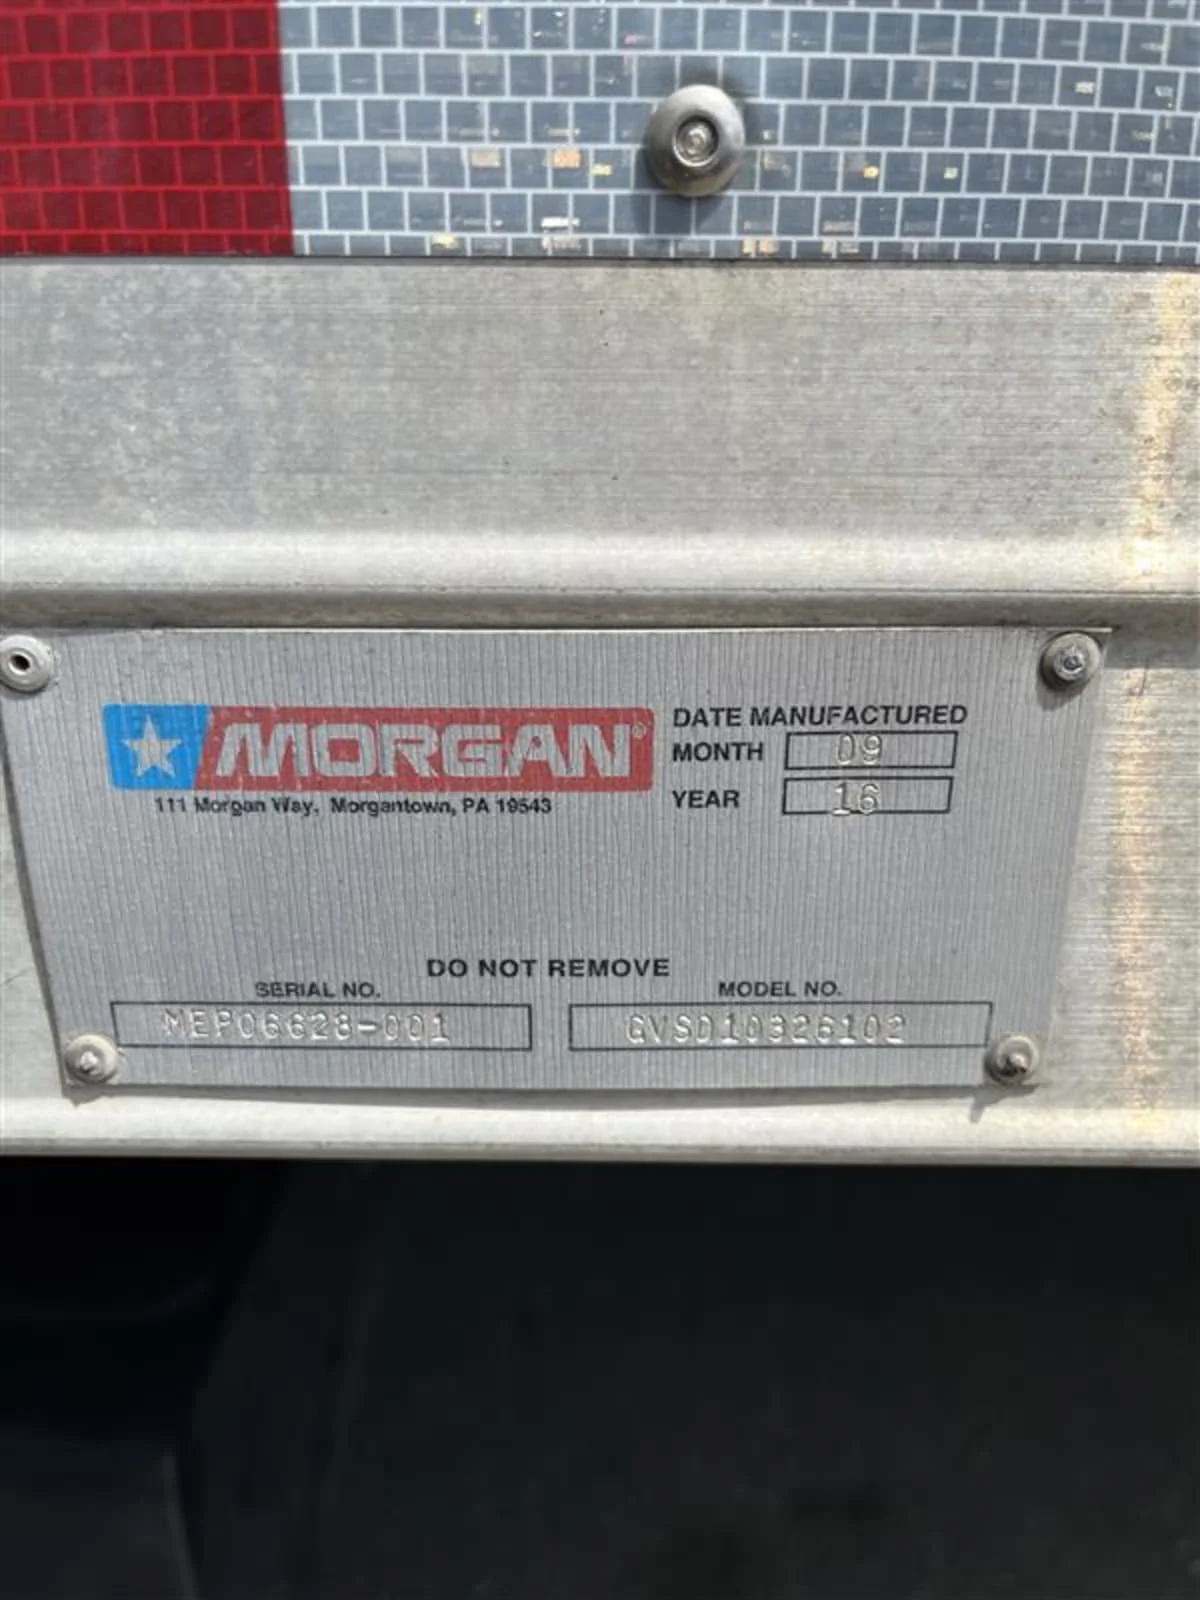 MORGAN®
111 Morgan Way, Morgantown, PA 19543
DATE MANUFACTURED
MONTH 09
YEAR 16
DO NOT REMOVE
SERIAL NO. MODEL NO.
MEP06628-001 GVSD10326102